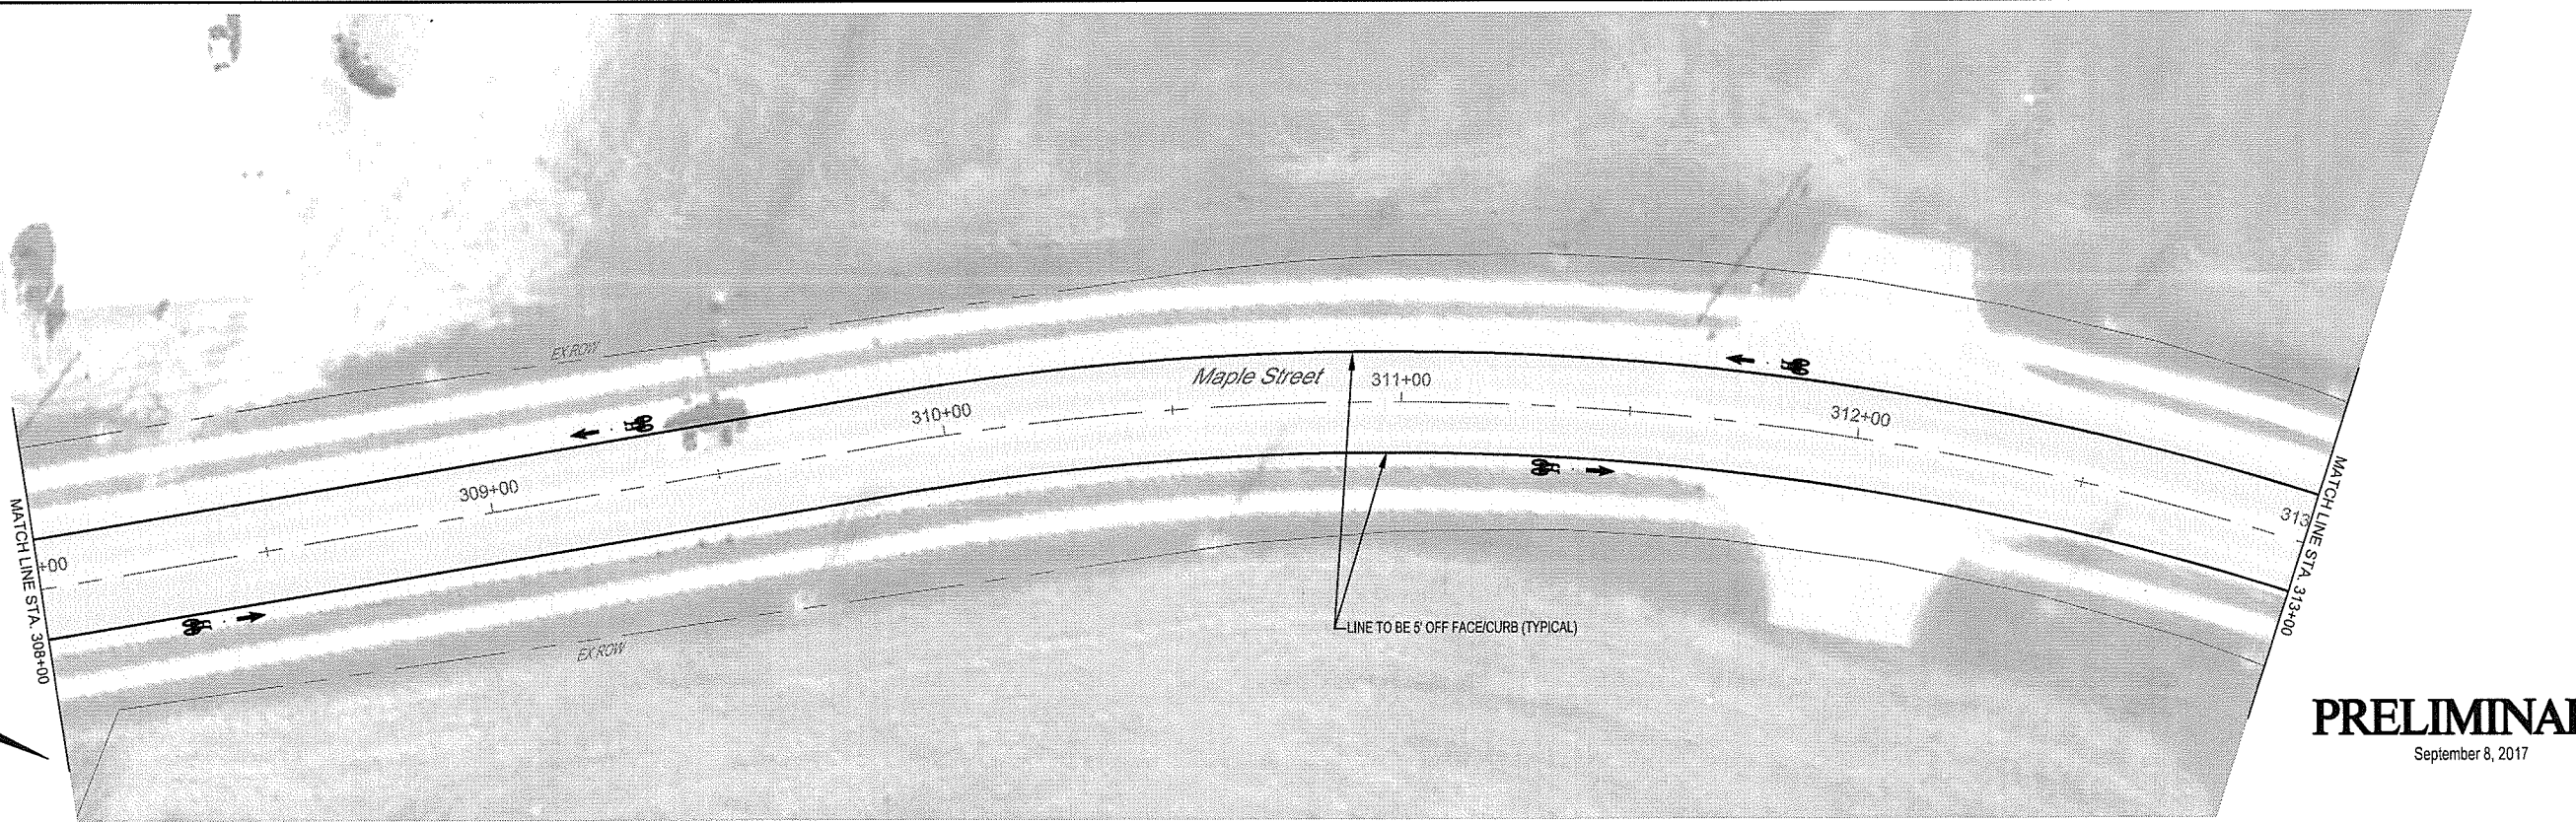 EX ROW
Maple Street
311+00
310+00
312+00
309+00
+00
313
MATCH LINE STA. 308+00
MATCH LINE STA. 313+00
LINE TO BE 5' OFF FACE/CURB (TYPICAL)
EX ROW
PRELIMINA
September 8, 2017